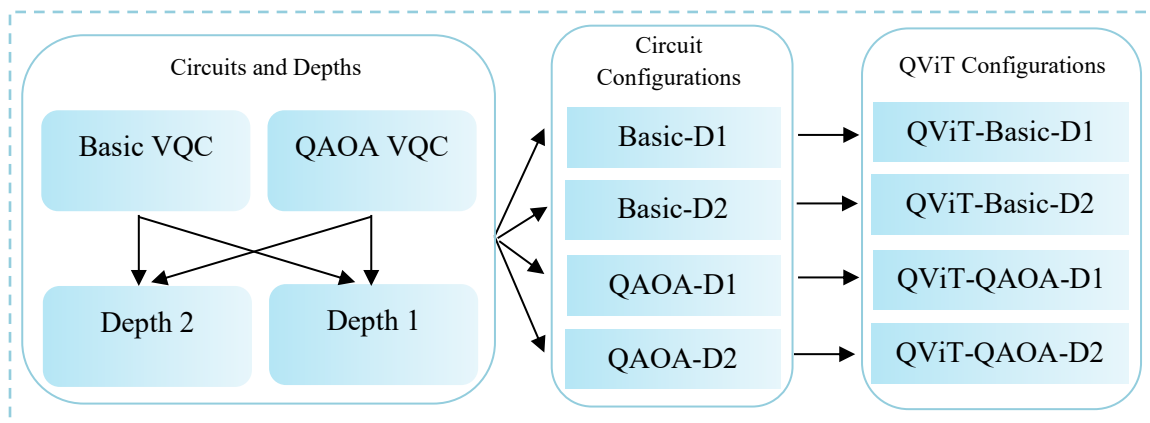 Circuits and Depths
Basic VQC
QAOA VQC
Depth 2
Depth 1
Circuit
Configurations
Basic-D1
Basic-D2
QAOA-D1
QAOA-D2
QViT Configurations
QViT-Basic-D1
QViT-Basic-D2
QViT-QAOA-D1
QViT-QAOA-D2